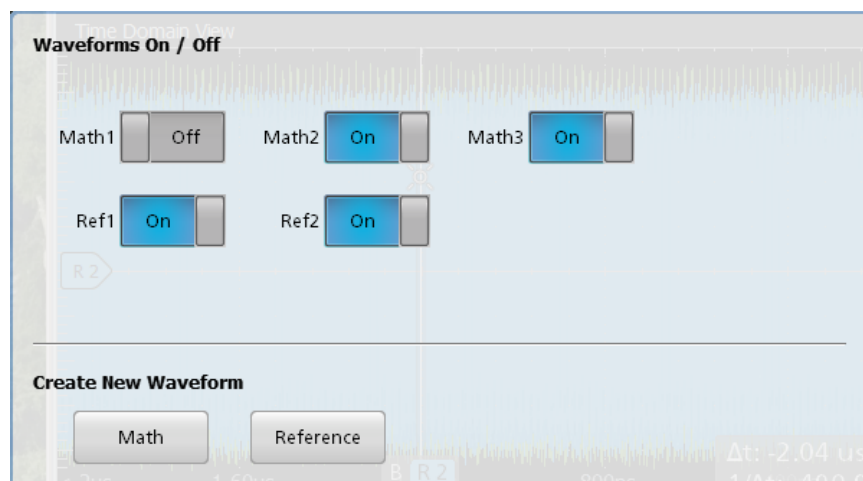 Time Domain View
Waveforms On / Off
Math1 Off Math2 On Math3 On
Ref1 On Ref2 On
R 2
Create New Waveform
Math Reference
Δt: -2.04 us
B R 2